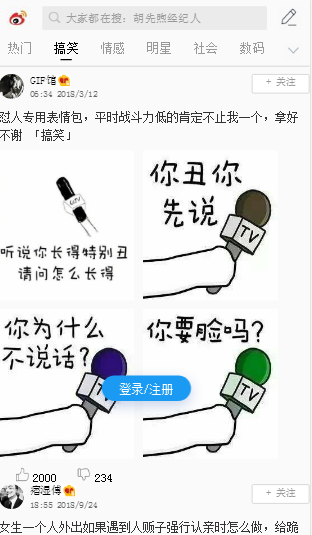 大家都在搜：胡先煦经纪人
热门 搞笑 情感 明星 社会 数码
GIF馆
06:34 2018/3/12
+ 关注
怼人专用表情包，平时战斗力低的肯定不止我一个，拿好
不谢 「搞笑」
听说你长得特别丑
请问怎么长得
你丑你
先说
TV
你为什么
不说话?
TV
你要脸吗?
TV
登录/注册
2000 234
痞湿傅
18:55 2018/9/24
+ 关注
女生一个人外出如果遇到人贩子强行认亲时怎么做，给跪